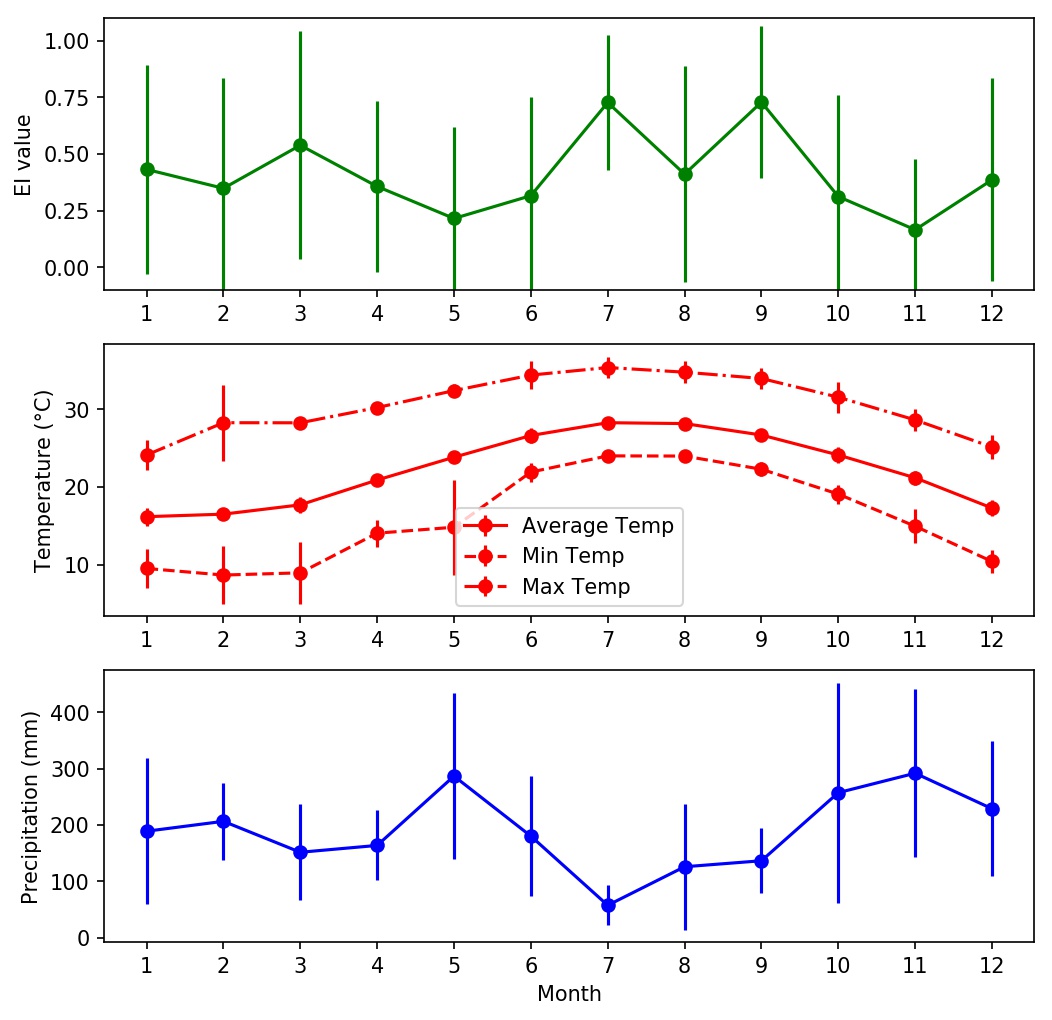 EI value
1.00
0.75
0.50
0.25
0.00
1 2 3 4 5 6 7 8 9 10 11 12
Temperature (°C)
30
20
10
Average Temp
Min Temp
Max Temp
1 2 3 4 5 6 7 8 9 10 11 12
Precipitation (mm)
400
300
200
100
0
1 2 3 4 5 6 7 8 9 10 11 12
Month